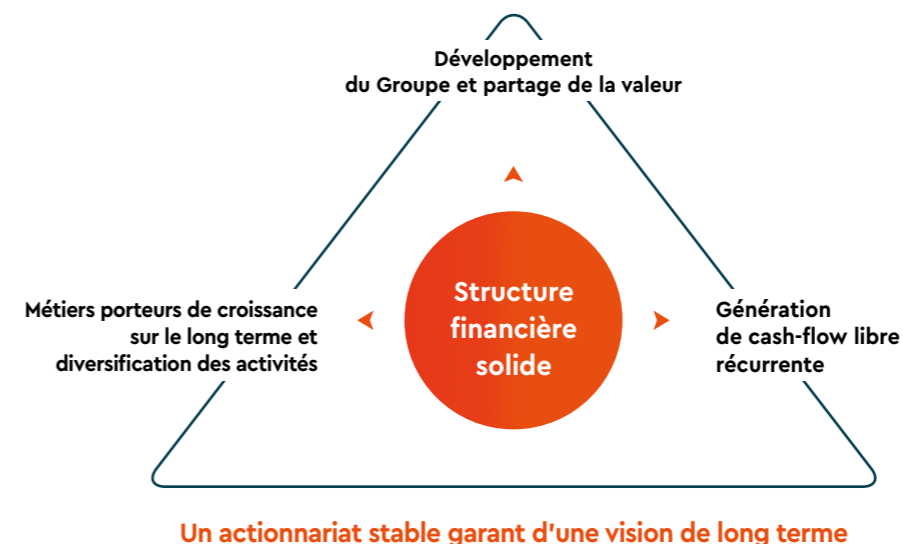 Développement
du Groupe et partage de la valeur
Métiers porteurs de croissance
sur le long terme et
diversification des activités
Structure
financière
solide
Génération
de cash-flow libre
récurrente
Un actionnariat stable garant d'une vision de long terme